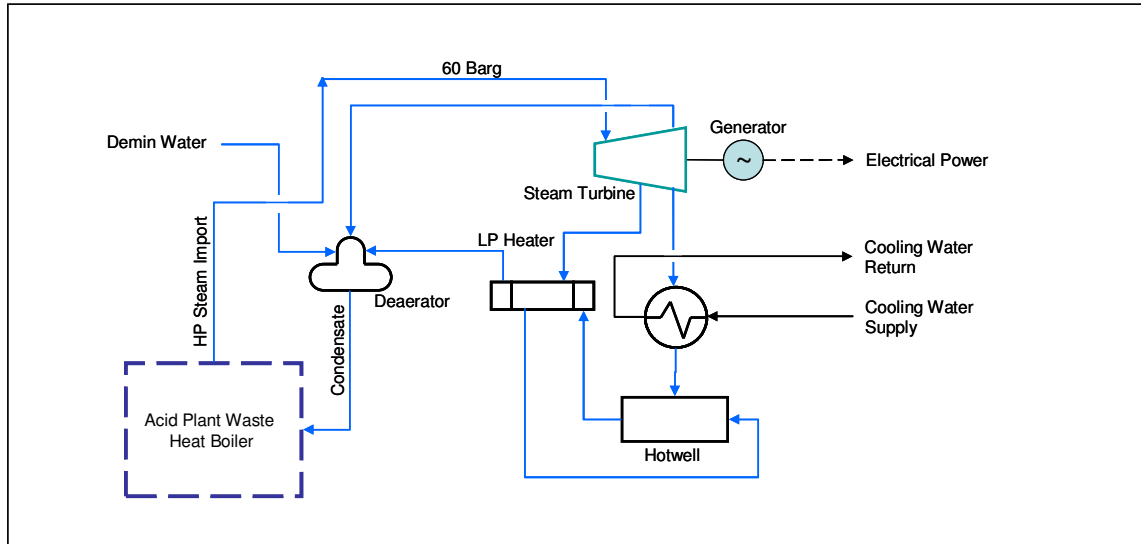 60 Barg
Generator
Demin Water
~
Electrical Power
Steam Turbine
HP Steam Import
LP Heater
Cooling Water
Return
Deaerator
Cooling Water
Supply
Condensate
Acid Plant Waste
Heat Boiler
Hotwell